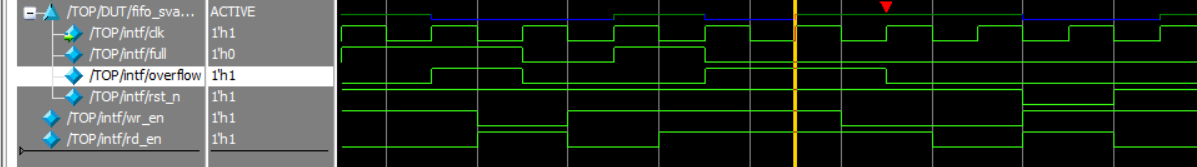 /TOP/DUT/fifo_sva... ACTIVE
/TOP/intf/clk 1'h1
/TOP/intf/full 1'h0
/TOP/intf/overflow 1'h1
/TOP/intf/rst_n 1'h1
/TOP/intf/wr_en 1'h1
/TOP/intf/rd_en 1'h1